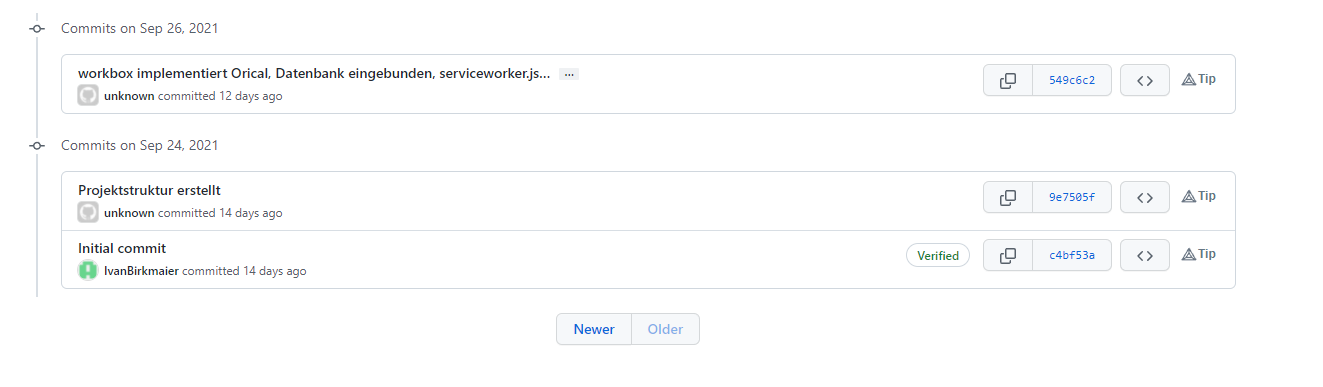 Commits on Sep 26, 2021
workbox implementiert Orical, Datenbank eingebunden, serviceworker.js... ...
549c6c2
Tip
unknown committed 12 days ago
Commits on Sep 24, 2021
Projektstruktur erstellt
9e7505f
Tip
unknown committed 14 days ago
Initial commit
Verified
c4bf53a
Tip
IvanBirkmaier committed 14 days ago
Newer Older